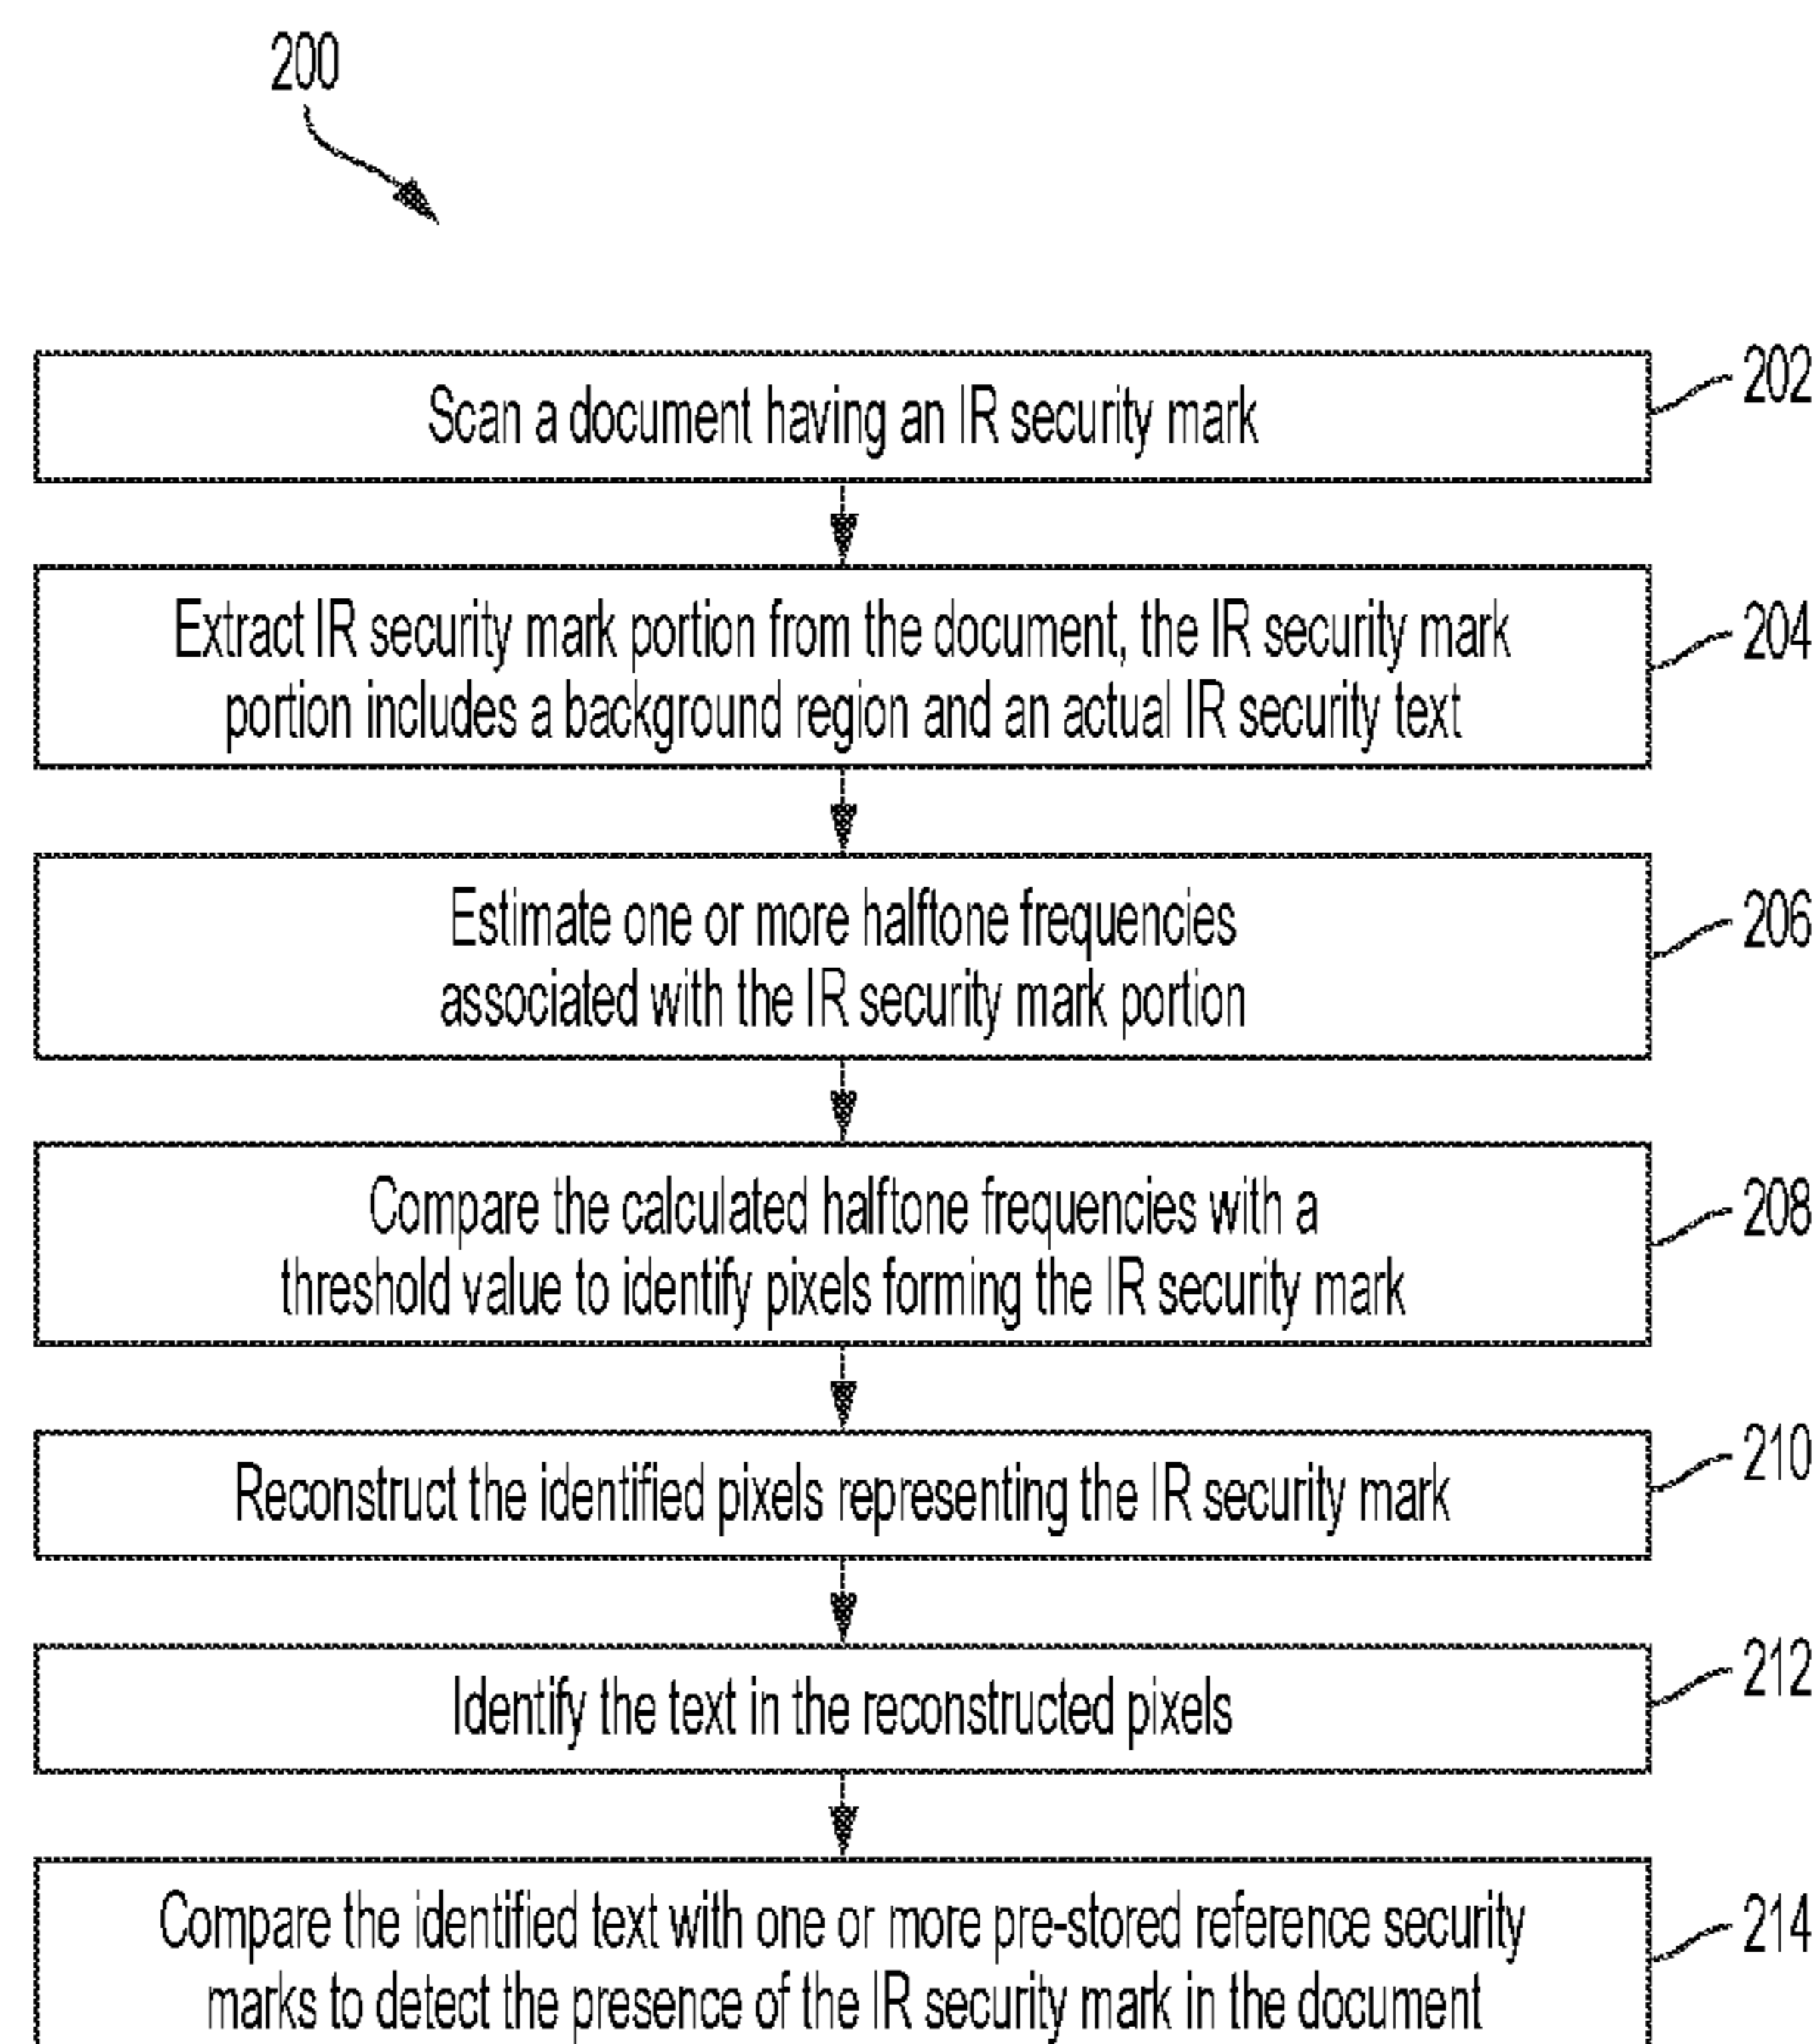 200
Scan a document having an IR security mark
202
Extract IR security mark portion from the document, the IR security mark
portion includes a background region and an actual IR security text
204
Estimate one or more halftone frequencies
associated with the IR security mark portion
206
Compare the calculated halftone frequencies with a
threshold value to identify pixels forming the IR security mark
208
Reconstruct the identified pixels representing the IR security mark
210
Identify the text in the reconstructed pixels
212
Compare the identified text with one or more pre-stored reference security
marks to detect the presence of the IR security mark in the document
214